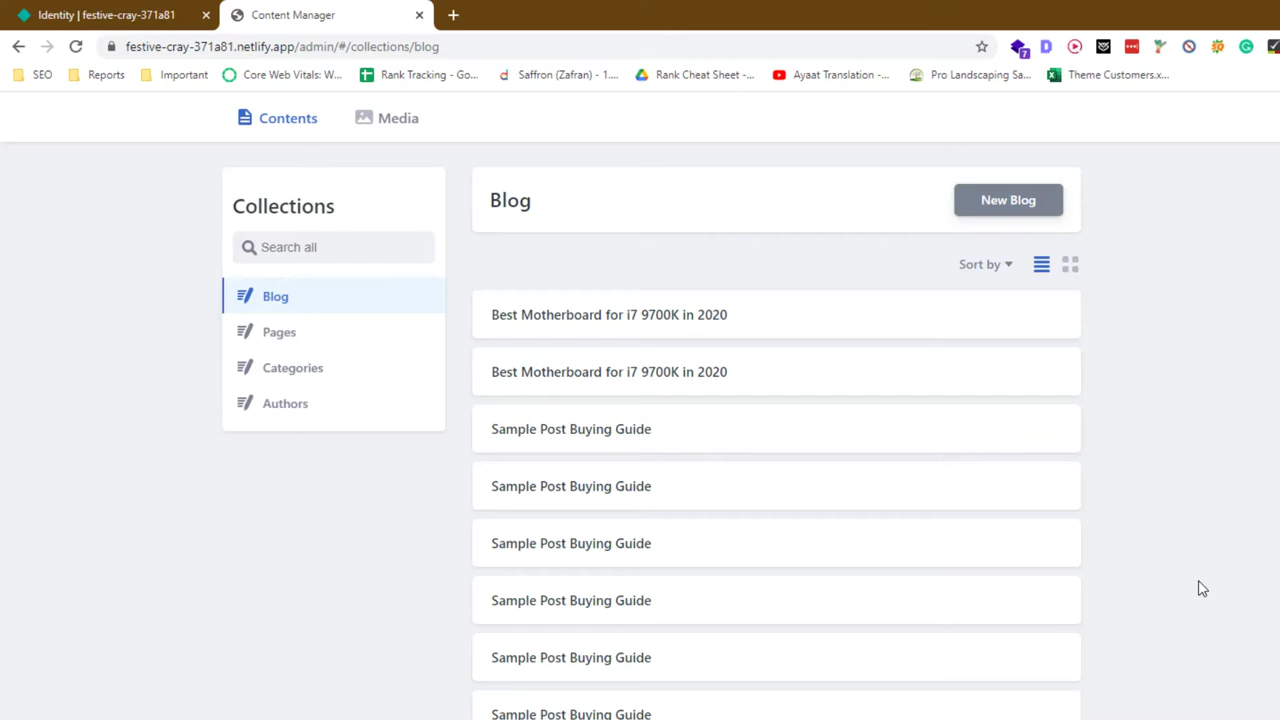 Identity | festive-cray-371a81
Content Manager
festive-cray-371a81.netlify.app/admin/#/collections/blog
7
SEO
Reports
Important
Core Web Vitals: W...
Rank Tracking - Go...
Saffron (Zafran) - 1....
Rank Cheat Sheet -...
Ayaat Translation -...
Pro Landscaping Sa...
Theme Customers.x...
Contents
Media
Collections
Search all
Blog
Pages
Categories
Authors
Blog
New Blog
Sort by
Best Motherboard for i7 9700K in 2020
Best Motherboard for i7 9700K in 2020
Sample Post Buying Guide
Sample Post Buying Guide
Sample Post Buying Guide
Sample Post Buying Guide
Sample Post Buying Guide
Sample Post Buying Guide